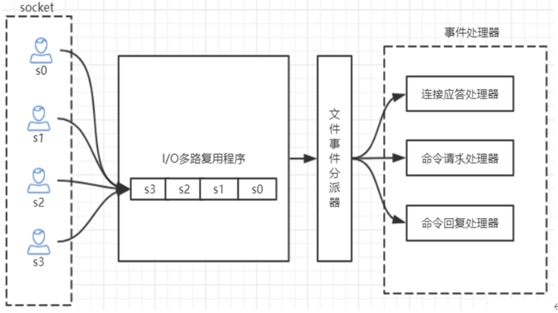 socket
s0
s1
s2
s3
I/O多路复用程序
s3 s2 s1 s0
文件事件分派器
事件处理器
连接应答处理器
命令请求处理器
命令回复处理器